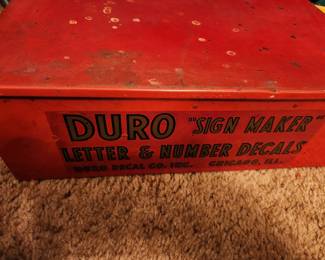 DURO "SIGN MAKER"
LETTER & NUMBER DECALS
DURO DECAL CO. INC. CHICAGO, ILL.